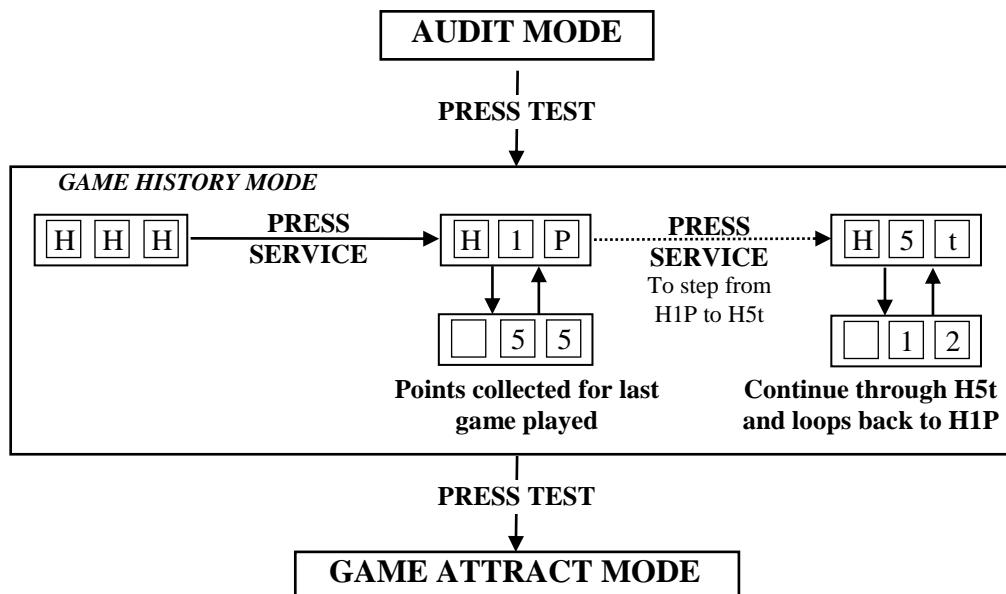 AUDIT MODE
PRESS TEST
GAME HISTORY MODE
H H H
PRESS
SERVICE
H 1 P
PRESS
SERVICE
To step from
H1P to H5t
H 5 t
5 5
1 2
Points collected for last
game played
Continue through H5t
and loops back to H1P
PRESS TEST
GAME ATTRACT MODE